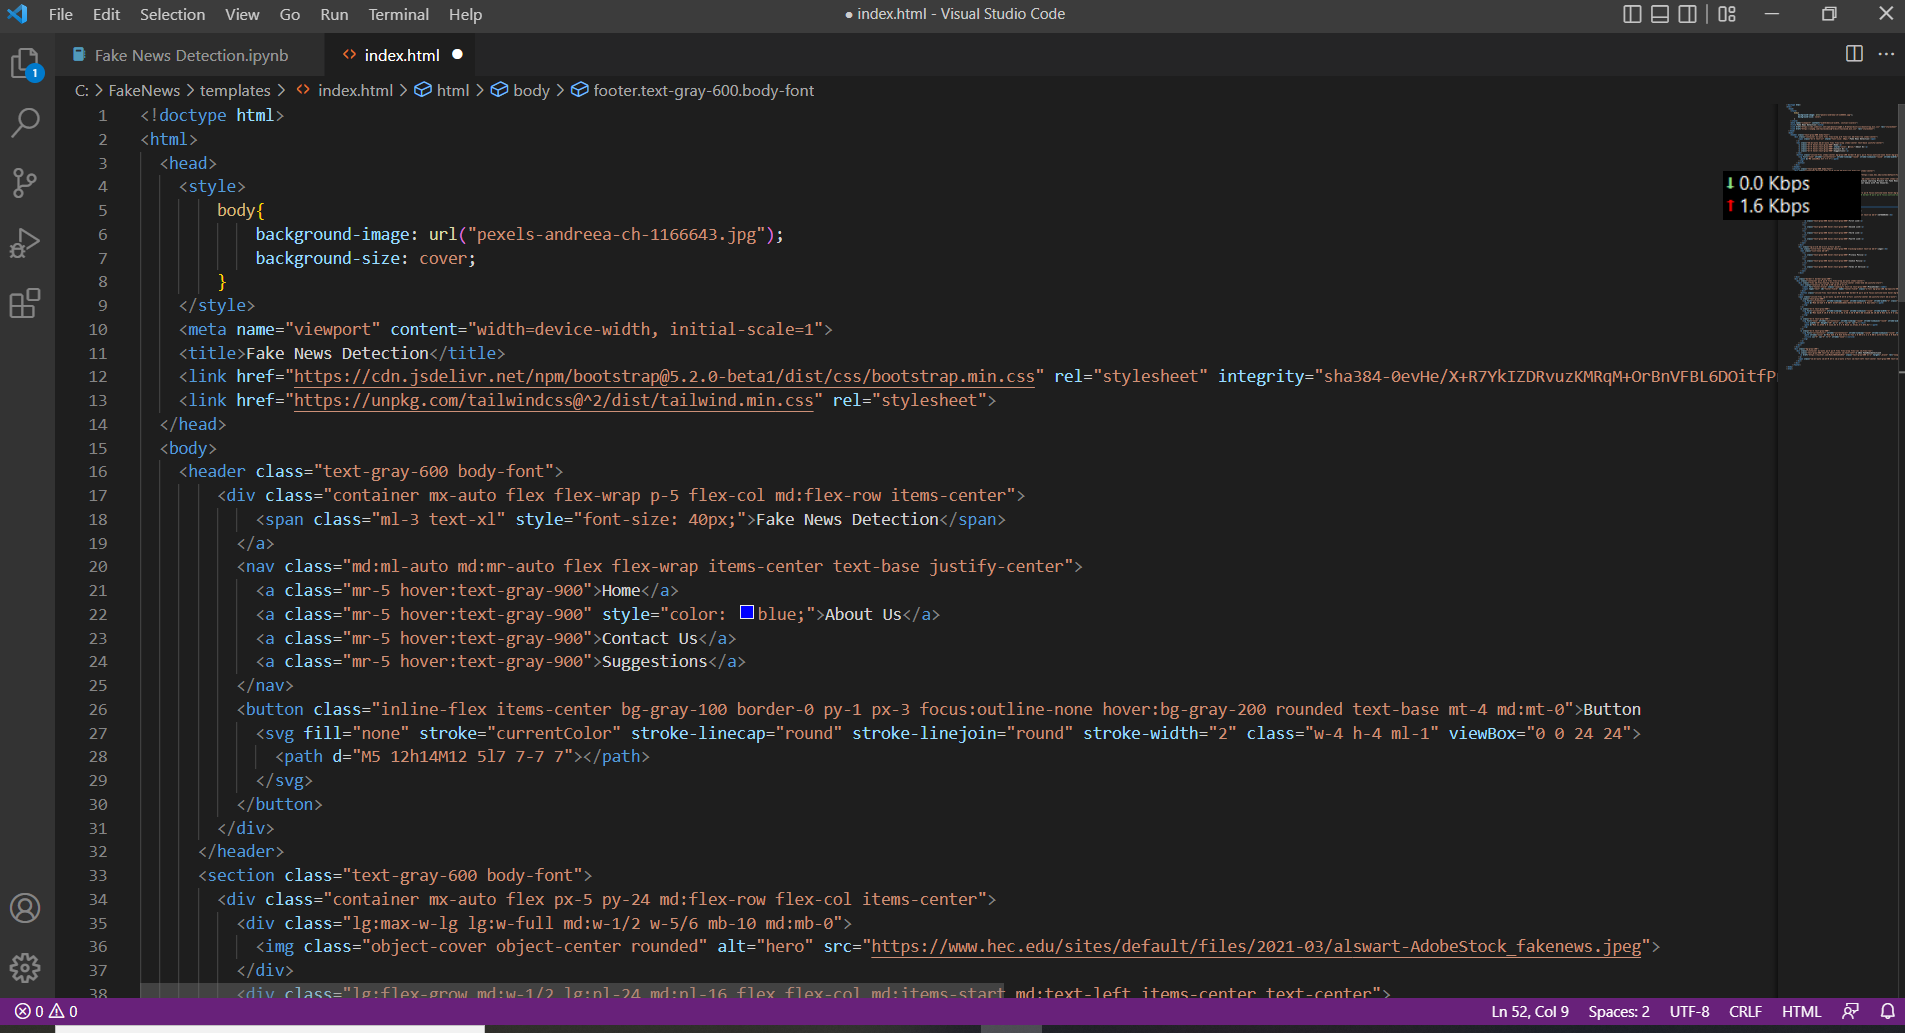 File Edit Selection View Go Run Terminal Help
● index.html - Visual Studio Code
Fake News Detection.ipynb
<> index.html ●
1
C: > FakeNews > templates > <> index.html > html > body > footer.text-gray-600.body-font
1 <!doctype html>
2 <html>
3 <head>
4 <style>
5 body{
6 background-image: url("pexels-andreea-ch-1166643.jpg");
7 background-size: cover;
8 }
9 </style>
10 <meta name="viewport" content="width=device-width, initial-scale=1">
11 <title>Fake News Detection</title>
12 <link href="https://cdn.jsdelivr.net/npm/bootstrap@5.2.0-beta1/dist/css/bootstrap.min.css" rel="stylesheet" integrity="sha384-0evHe/X+R7YkIZDRvuzKMRqM+OrBnVFBL6DOitfP
13 <link href="https://unpkg.com/tailwindcss@^2/dist/tailwind.min.css" rel="stylesheet">
14 </head>
15 <body>
16 <header class="text-gray-600 body-font">
17 <div class="container mx-auto flex flex-wrap p-5 flex-col md:flex-row items-center">
18 <span class="ml-3 text-xl" style="font-size: 40px;">Fake News Detection</span>
19 </a>
20 <nav class="md:ml-auto md:mr-auto flex flex-wrap items-center text-base justify-center">
21 <a class="mr-5 hover:text-gray-900">Home</a>
22 <a class="mr-5 hover:text-gray-900" style="color: blue;">About Us</a>
23 <a class="mr-5 hover:text-gray-900">Contact Us</a>
24 <a class="mr-5 hover:text-gray-900">Suggestions</a>
25 </nav>
26 <button class="inline-flex items-center bg-gray-100 border-0 py-1 px-3 focus:outline-none hover:bg-gray-200 rounded text-base mt-4 md:mt-0">Button
27 <svg fill="none" stroke="currentColor" stroke-linecap="round" stroke-linejoin="round" stroke-width="2" class="w-4 h-4 ml-1" viewBox="0 0 24 24">
28 <path d="M5 12h14M12 5l7 7-7 7"></path>
29 </svg>
30 </button>
31 </div>
32 </header>
33 <section class="text-gray-600 body-font">
34 <div class="container mx-auto flex px-5 py-24 md:flex-row flex-col items-center">
35 <div class="lg:max-w-lg lg:w-full md:w-1/2 w-5/6 mb-10 md:mb-0">
36 <img class="object-cover object-center rounded" alt="hero" src="https://www.hec.edu/sites/default/files/2021-03/alswart-AdobeStock_fakenews.jpeg">
37 </div>
38 <div class="lg:flex-grow md:w-1/2 lg:pl-24 md:pl-16 flex flex-col md:items-start md:text-left items-center text-center">
↓ 0.0 Kbps
↑ 1.6 Kbps
0 0
Ln 52, Col 9 Spaces: 2 UTF-8 CRLF HTML